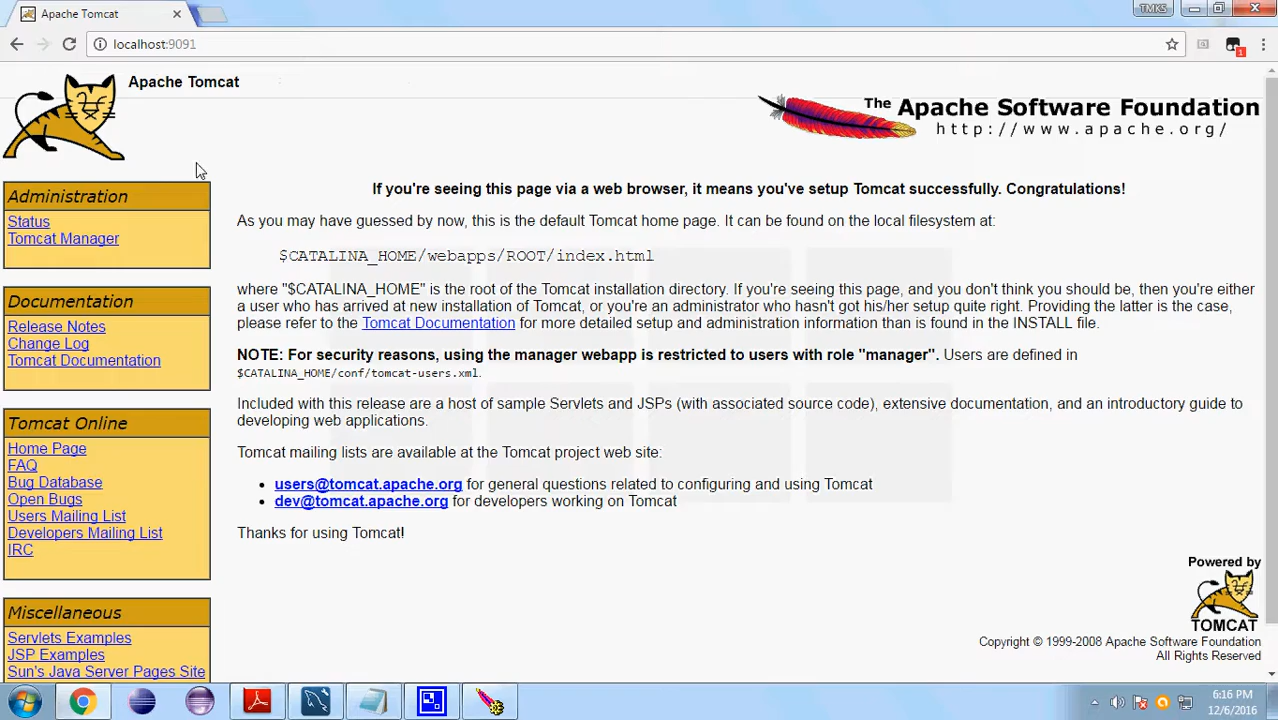 Apache Tomcat
TMKS
localhost:9091
1
Apache Tomcat
The Apache Software Foundation
http://www.apache.org/
Administration
Status
Tomcat Manager
Documentation
Release Notes
Change Log
Tomcat Documentation
Tomcat Online
Home Page
FAQ
Bug Database
Open Bugs
Users Mailing List
Developers Mailing List
IRC
Miscellaneous
Servlets Examples
JSP Examples
Sun's Java Server Pages Site
If you're seeing this page via a web browser, it means you've setup Tomcat successfully. Congratulations!
As you may have guessed by now, this is the default Tomcat home page. It can be found on the local filesystem at:
$CATALINA_HOME/webapps/ROOT/index.html
where "$CATALINA_HOME" is the root of the Tomcat installation directory. If you're seeing this page, and you don't think you should be, then you're either
a user who has arrived at new installation of Tomcat, or you're an administrator who hasn't got his/her setup quite right. Providing the latter is the case,
please refer to the Tomcat Documentation for more detailed setup and administration information than is found in the INSTALL file.
NOTE: For security reasons, using the manager webapp is restricted to users with role "manager". Users are defined in
$CATALINA_HOME/conf/tomcat-users.xml.
Included with this release are a host of sample Servlets and JSPs (with associated source code), extensive documentation, and an introductory guide to
developing web applications.
Tomcat mailing lists are available at the Tomcat project web site:
users@tomcat.apache.org for general questions related to configuring and using Tomcat
dev@tomcat.apache.org for developers working on Tomcat
Thanks for using Tomcat!
Powered by
TOMCAT
Copyright © 1999-2008 Apache Software Foundation
All Rights Reserved
6:16 PM
12/6/2016